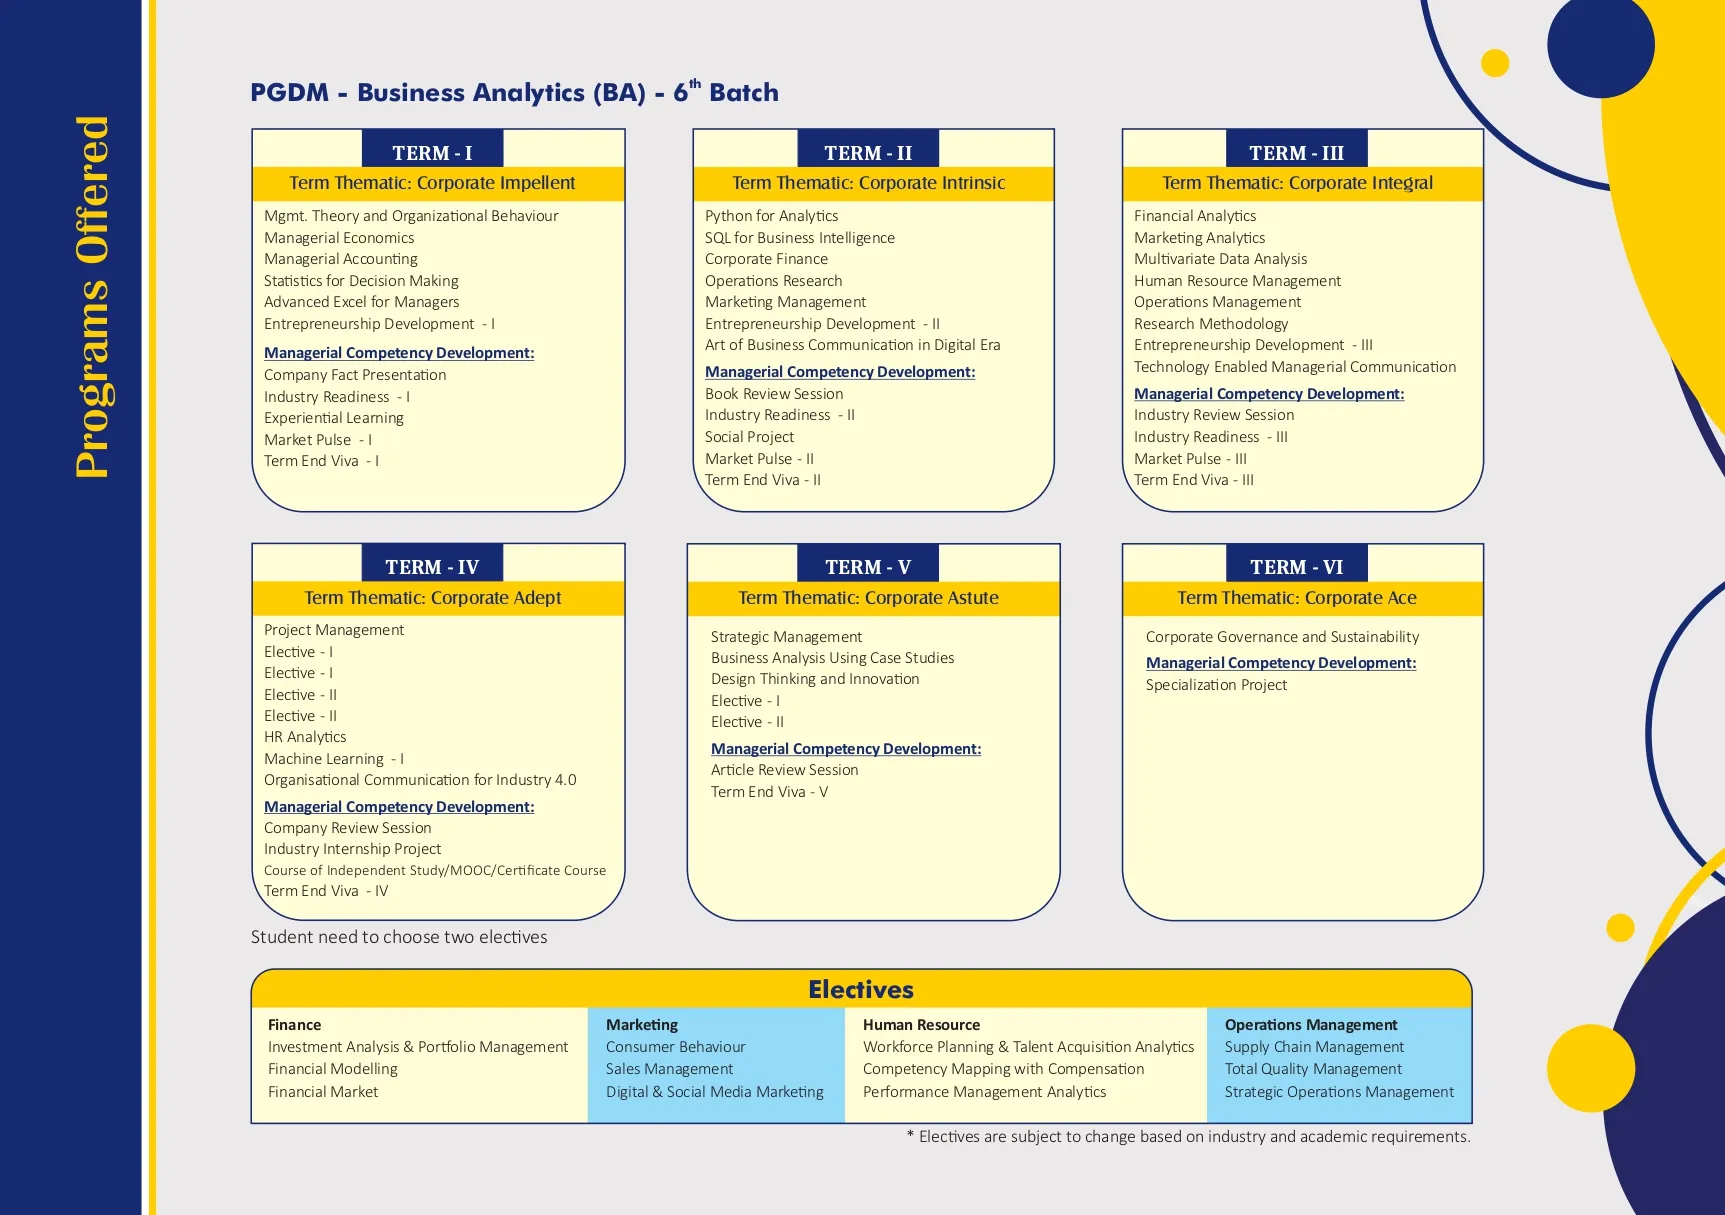 Programs Offered
PGDM - Business Analytics (BA) - 6th Batch
TERM - I
Term Thematic: Corporate Impellent
Mgmt. Theory and Organizational Behaviour
Managerial Economics
Managerial Accounting
Statistics for Decision Making
Advanced Excel for Managers
Entrepreneurship Development - I
Managerial Competency Development:
Company Fact Presentation
Industry Readiness - I
Experiential Learning
Market Pulse - I
Term End Viva - I
TERM - II
Term Thematic: Corporate Intrinsic
Python for Analytics
SQL for Business Intelligence
Corporate Finance
Operations Research
Marketing Management
Entrepreneurship Development - II
Art of Business Communication in Digital Era
Managerial Competency Development:
Book Review Session
Industry Readiness - II
Social Project
Market Pulse - II
Term End Viva - II
TERM - III
Term Thematic: Corporate Integral
Financial Analytics
Marketing Analytics
Multivariate Data Analysis
Human Resource Management
Operations Management
Research Methodology
Entrepreneurship Development - III
Technology Enabled Managerial Communication
Managerial Competency Development:
Industry Review Session
Industry Readiness - III
Market Pulse - III
Term End Viva - III
TERM - IV
Term Thematic: Corporate Adept
Project Management
Elective - I
Elective - I
Elective - II
Elective - II
HR Analytics
Machine Learning - I
Organisational Communication for Industry 4.0
Managerial Competency Development:
Company Review Session
Industry Internship Project
Course of Independent Study/MOOC/Certificate Course
Term End Viva - IV
TERM - V
Term Thematic: Corporate Astute
Strategic Management
Business Analysis Using Case Studies
Design Thinking and Innovation
Elective - I
Elective - II
Managerial Competency Development:
Article Review Session
Term End Viva - V
TERM - VI
Term Thematic: Corporate Ace
Corporate Governance and Sustainability
Managerial Competency Development:
Specialization Project
Student need to choose two electives
Electives
Finance
Investment Analysis & Portfolio Management
Financial Modelling
Financial Market
Marketing
Consumer Behaviour
Sales Management
Digital & Social Media Marketing
Human Resource
Workforce Planning & Talent Acquisition Analytics
Competency Mapping with Compensation
Performance Management Analytics
Operations Management
Supply Chain Management
Total Quality Management
Strategic Operations Management
* Electives are subject to change based on industry and academic requirements.